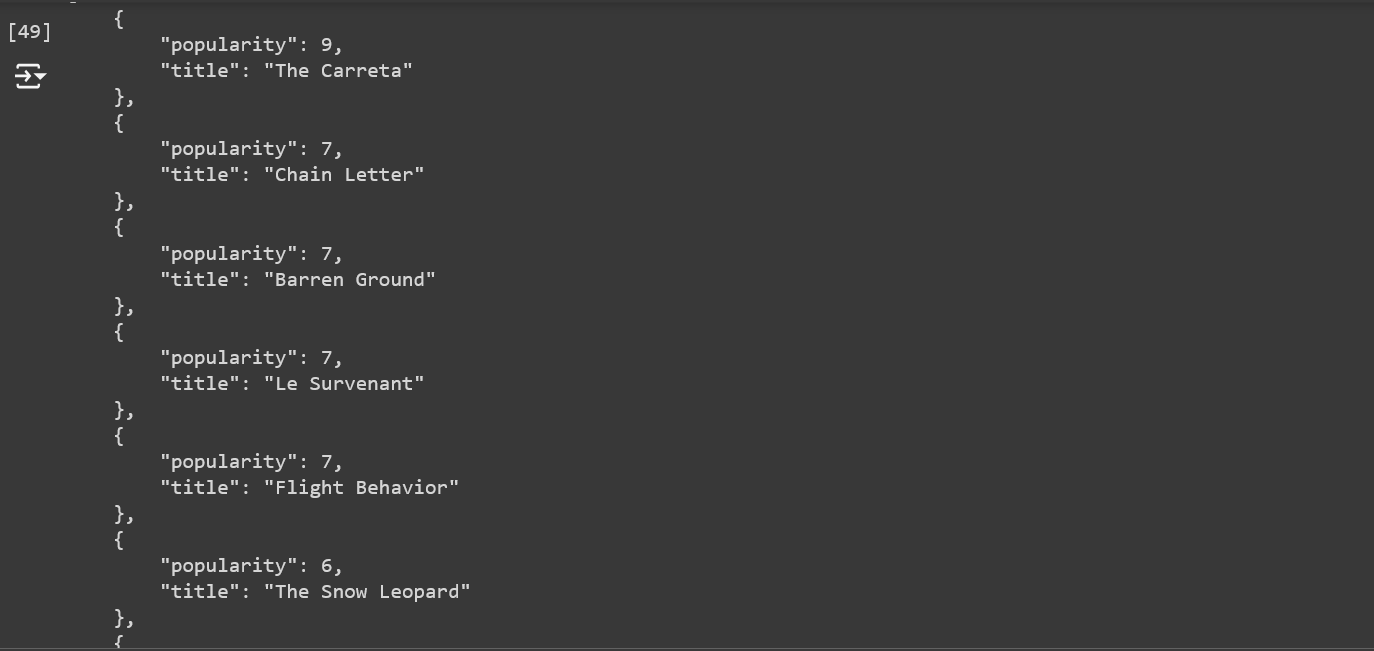 [49]
{
"popularity": 9,
"title": "The Carreta"
},
{
"popularity": 7,
"title": "Chain Letter"
},
{
"popularity": 7,
"title": "Barren Ground"
},
{
"popularity": 7,
"title": "Le Survenant"
},
{
"popularity": 7,
"title": "Flight Behavior"
},
{
"popularity": 6,
"title": "The Snow Leopard"
},
{